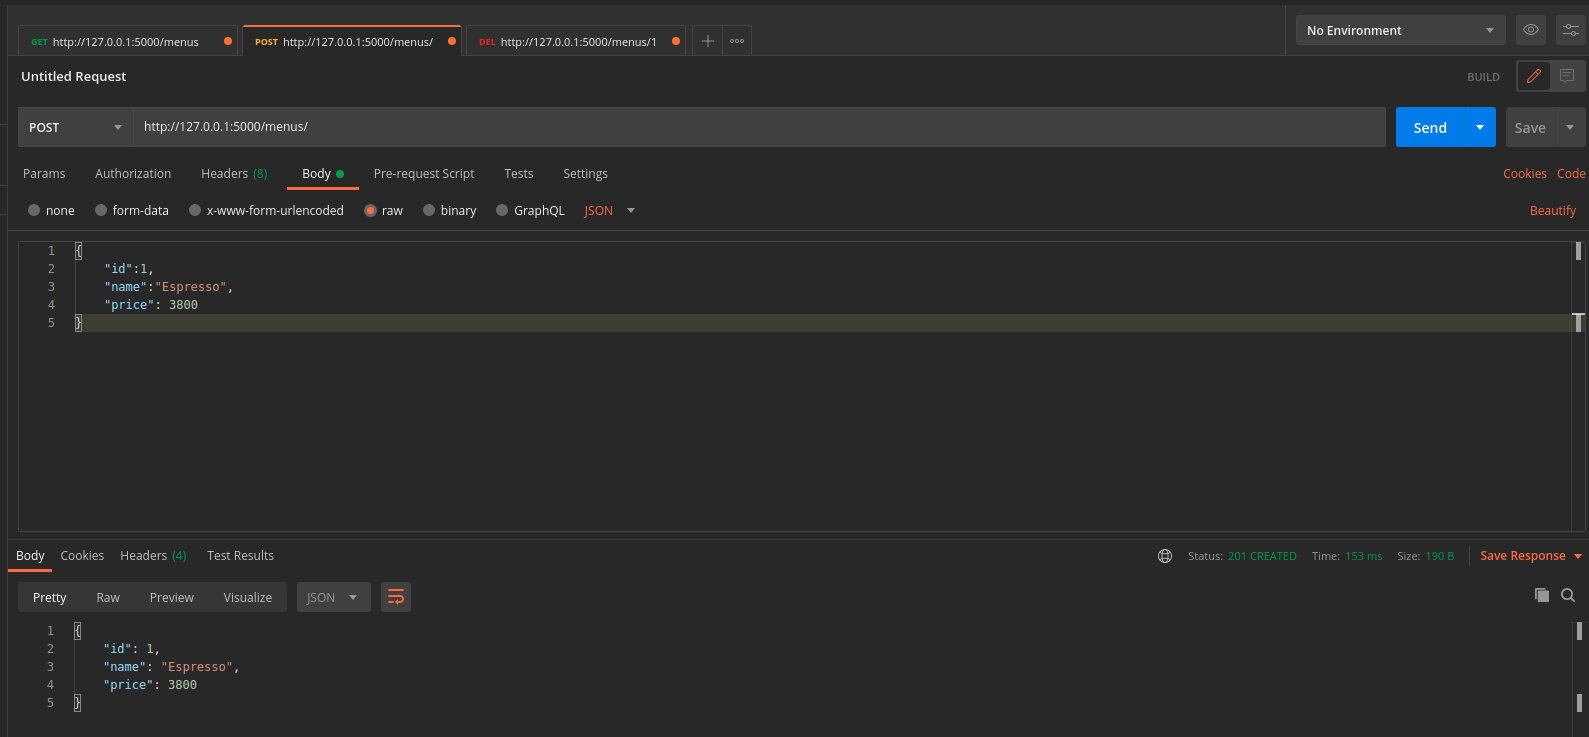 GET http://127.0.0.1:5000/menus POST http://127.0.0.1:5000/menus/ DEL http://127.0.0.1:5000/menus/1 No Environment
Untitled Request BUILD
POST http://127.0.0.1:5000/menus/ Send Save
Params Authorization Headers (8) Body Pre-request Script Tests Settings Cookies Code
none form-data x-www-form-urlencoded raw binary GraphQL JSON Beautify
1 {
2 "id":1,
3 "name":"Espresso",
4 "price": 3800
5 }
Body Cookies Headers (4) Test Results Status: 201 CREATED Time: 153 ms Size: 190 B Save Response
Pretty Raw Preview Visualize JSON
1 {
2 "id": 1,
3 "name": "Espresso",
4 "price": 3800
5 }